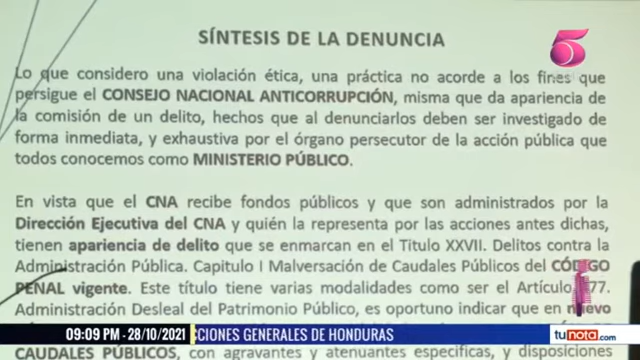 SÍNTESIS DE LA DENUNCIA
5
Lo que considero una violación ética, una práctica no acorde a los fines que
persigue el CONSEJO NACIONAL ANTICORRUPCIÓN, misma que da apariencia de
la comisión de un delito, hechos que al denunciarlos deben ser investigado de
forma inmediata, y exhaustiva por el órgano persecutor de la acción pública que
todos conocemos como MINISTERIO PÚBLICO.
En vista que el CNA recibe fondos públicos y que son administrados por la
Dirección Ejecutiva del CNA y quién la representa por las acciones antes dichas,
tienen apariencia de delito que se enmarcan en el Título XXVII. Delitos contra la
Administración Pública. Capitulo I Malversación de Caudales Públicos del CÓDIGO
PENAL vigente. Este título tiene varias modalidades como ser el Artículo 77.
Administración Desleal del Patrimonio Público, es oportuno indicar que en nuevo
09:09 PM - 28/10/2021 CCIONES GENERALES DE HONDURAS tunota.com
CAUDALES PÚBLICOS, con agravantes y atenuantes especificas, y disposiciones